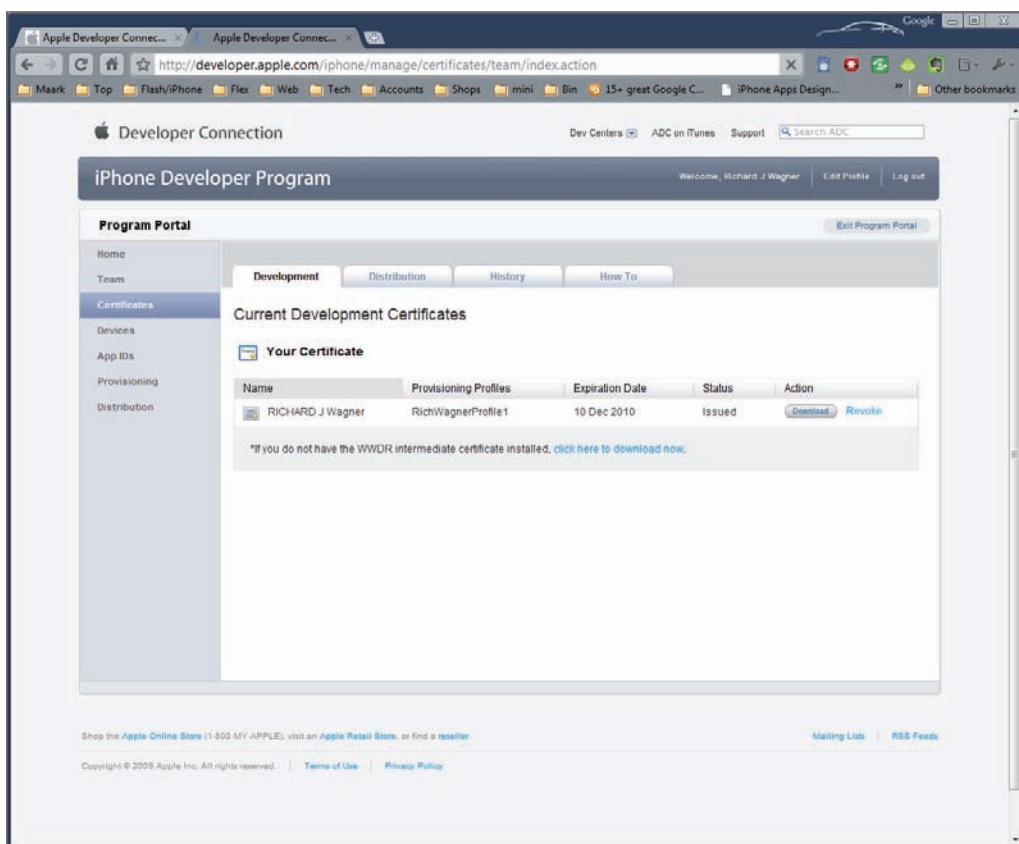 Apple Developer Connec... Apple Developer Connec... Google
http://developer.apple.com/iphone/manage/certificates/team/index.action
Maark Top Flash/iPhone Flex Web Tech Accounts Shops mini Bin 15+ great Google C... iPhone Apps Design... » Other bookmarks
Developer Connection Dev Centers ADC on iTunes Support Search ADC
iPhone Developer Program Welcome, Richard J Wagner Edit Profile Log out
Program Portal Exit Program Portal
Home
Team
Certificates
Devices
App IDs
Provisioning
Distribution
Development Distribution History How To
Current Development Certificates
Your Certificate
Name Provisioning Profiles Expiration Date Status Action
RICHARD J Wagner RichWagnerProfile1 10 Dec 2010 Issued Download Revoke
*If you do not have the WWDR intermediate certificate installed, click here to download now.
Shop the Apple Online Store (1-800-MY-APPLE), visit an Apple Retail Store, or find a reseller. Mailing Lists RSS Feeds
Copyright © 2009 Apple Inc. All rights reserved. Terms of Use Privacy Policy